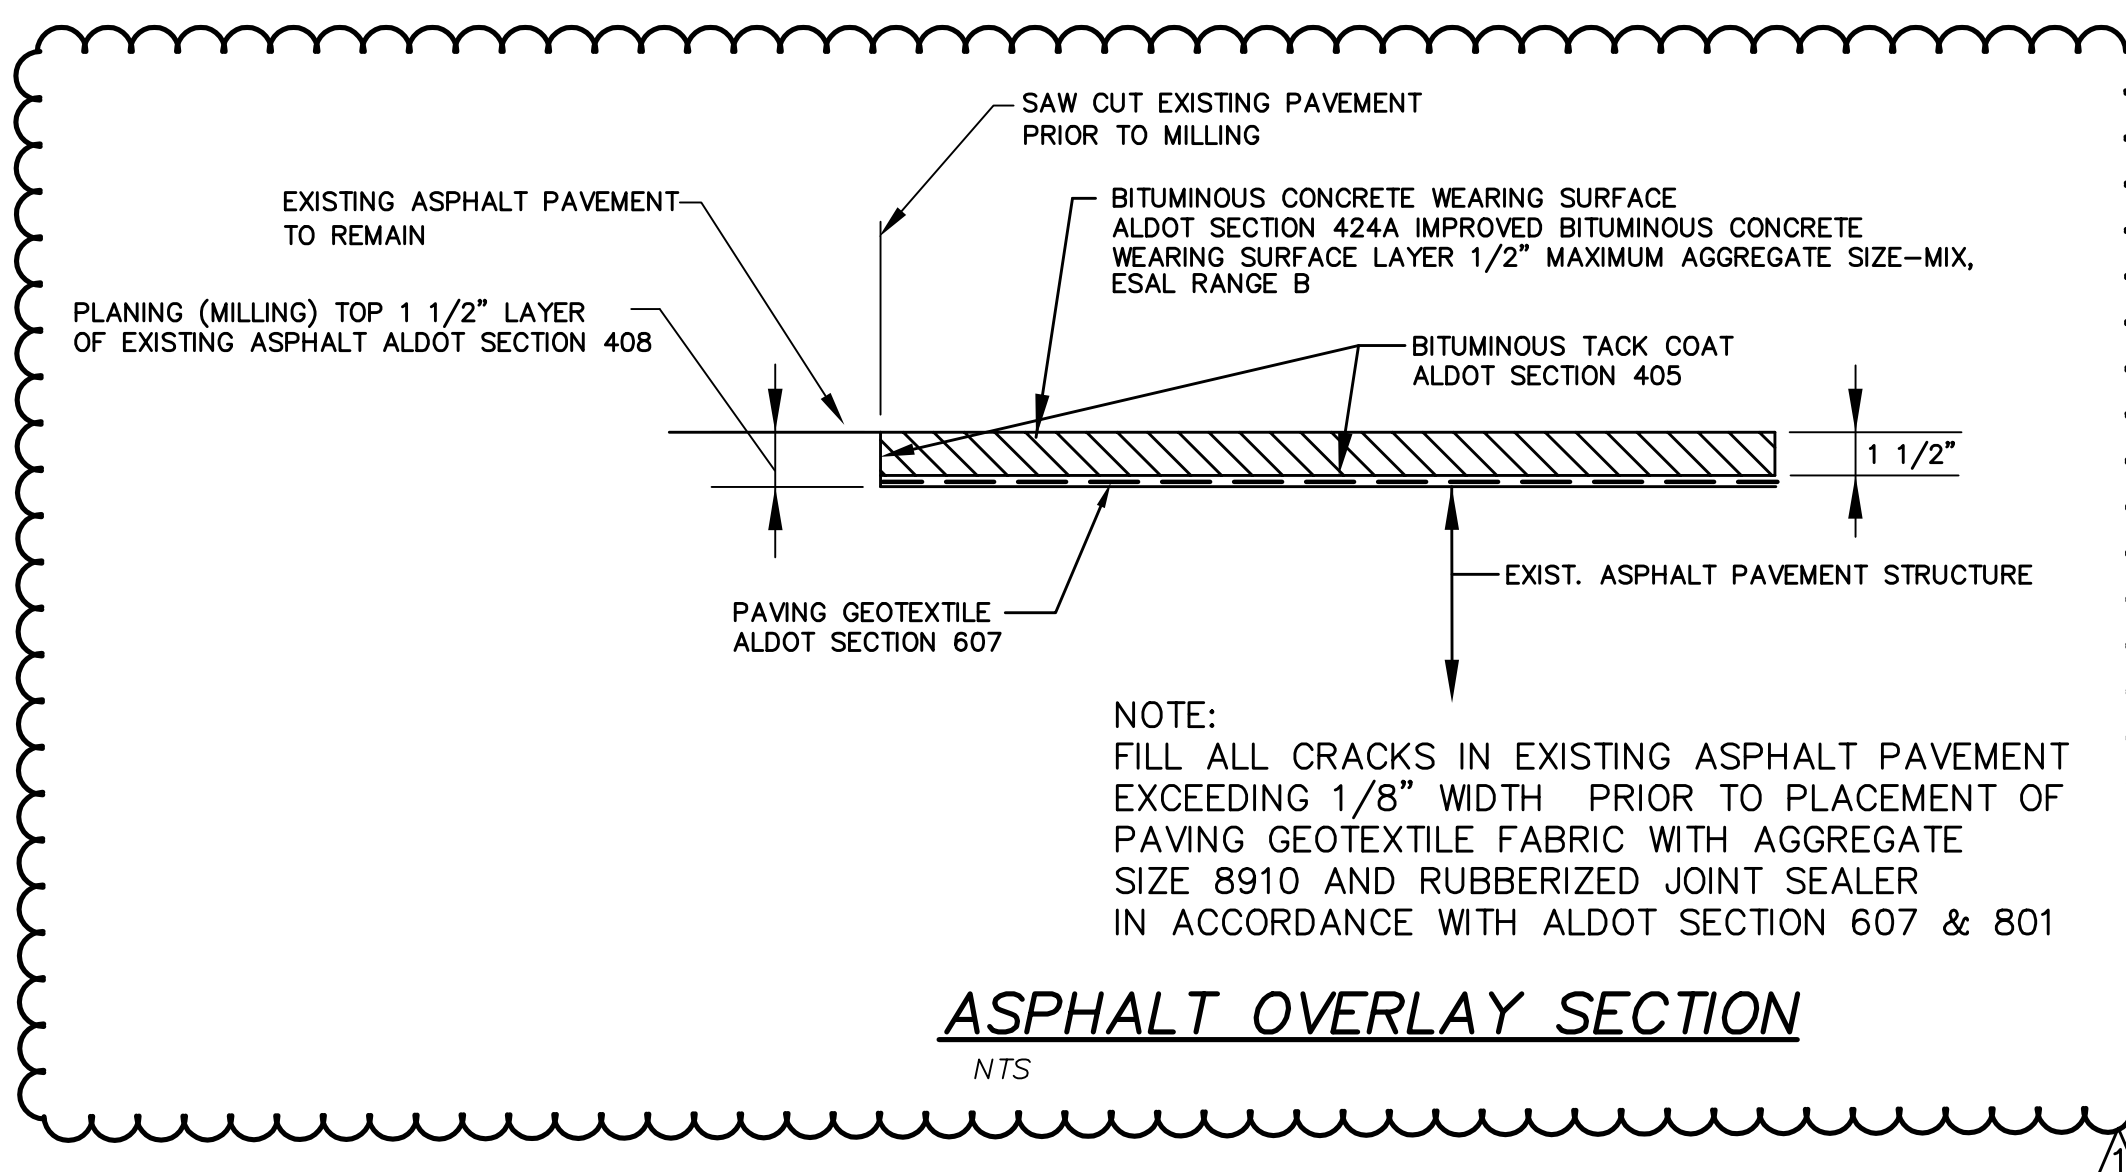 SAW CUT EXISTING PAVEMENT
PRIOR TO MILLING
EXISTING ASPHALT PAVEMENT
TO REMAIN
BITUMINOUS CONCRETE WEARING SURFACE
ALDOT SECTION 424A IMPROVED BITUMINOUS CONCRETE
WEARING SURFACE LAYER 1/2" MAXIMUM AGGREGATE SIZE-MIX,
ESAL RANGE B
PLANING (MILLING) TOP 1 1/2" LAYER
OF EXISTING ASPHALT ALDOT SECTION 408
BITUMINOUS TACK COAT
ALDOT SECTION 405
1 1/2"
EXIST. ASPHALT PAVEMENT STRUCTURE
PAVING GEOTEXTILE
ALDOT SECTION 607
NOTE:
FILL ALL CRACKS IN EXISTING ASPHALT PAVEMENT
EXCEEDING 1/8" WIDTH PRIOR TO PLACEMENT OF
PAVING GEOTEXTILE FABRIC WITH AGGREGATE
SIZE 8910 AND RUBBERIZED JOINT SEALER
IN ACCORDANCE WITH ALDOT SECTION 607 & 801
ASPHALT OVERLAY SECTION
NTS